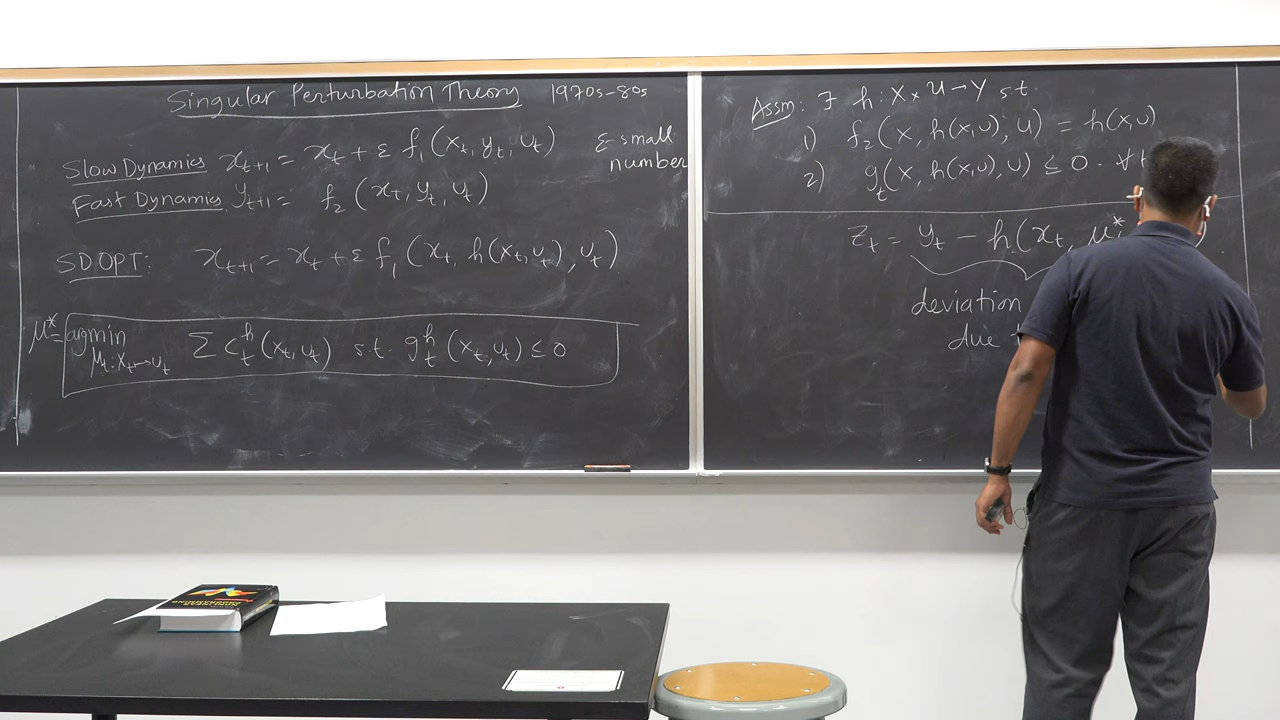 Singular Perturbation Theory 1970s-80s
Slow Dynamics x_{t+1} = x_t + ε f_1(x_t, y_t, u_t) ε-small number
Fast Dynamics y_{t+1} = f_2(x_t, y_t, u_t)
SD OPT: x_{t+1} = x_t + ε f_1(x_t, h(x_t, u_t), u_t)
μ* = argmin Σ c_t^h(x_t, u_t) s.t. g_t^h(x_t, u_t) ≤ 0
μ_t: x_t ↦ u_t
Assm: ∃ h: X × U → Y s.t.
1) f_2(x, h(x,u), u) = h(x,u)
2) g_t(x, h(x,u), u) ≤ 0. ∀t
z_t = y_t - h(x_t, μ*
deviation
due